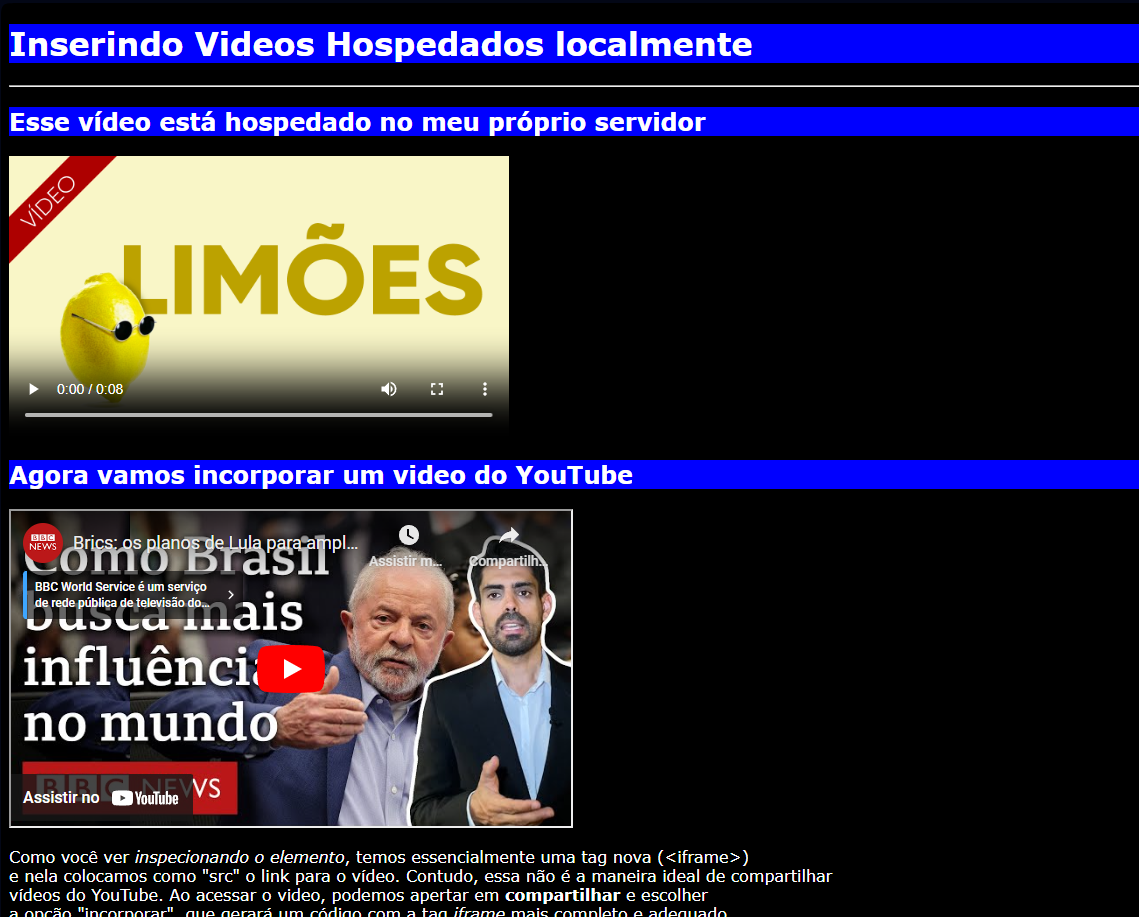 Inserindo Videos Hospedados localmente
Esse vídeo está hospedado no meu próprio servidor
VÍDEO
LIMÕES
0:00 / 0:08
Agora vamos incorporar um video do YouTube
BBC
NEWS
Brics: os planos de Lula para ampl...
Assistir m...
Compartilh...
Como Brasil
BBC World Service é um serviço
de rede pública de televisão do...
busca mais
influência
no mundo
BBC NEWS
Assistir no YouTube
Como você ver inspecionando o elemento, temos essencialmente uma tag nova (<iframe>)
e nela colocamos como "src" o link para o vídeo. Contudo, essa não é a maneira ideal de compartilhar
vídeos do YouTube. Ao acessar o video, podemos apertar em compartilhar e escolher
a opção "incorporar", que gerará um código com a tag iframe mais completo e adequado